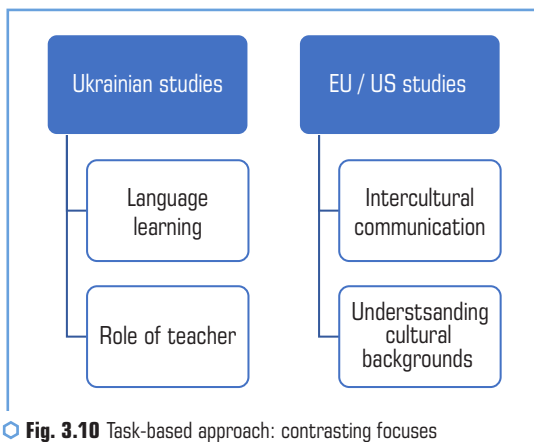 Ukrainian studies
Language
learning
Role of teacher
EU / US studies
Intercultural
communication
Understsanding
cultural
backgrounds
Fig. 3.10 Task-based approach: contrasting focuses